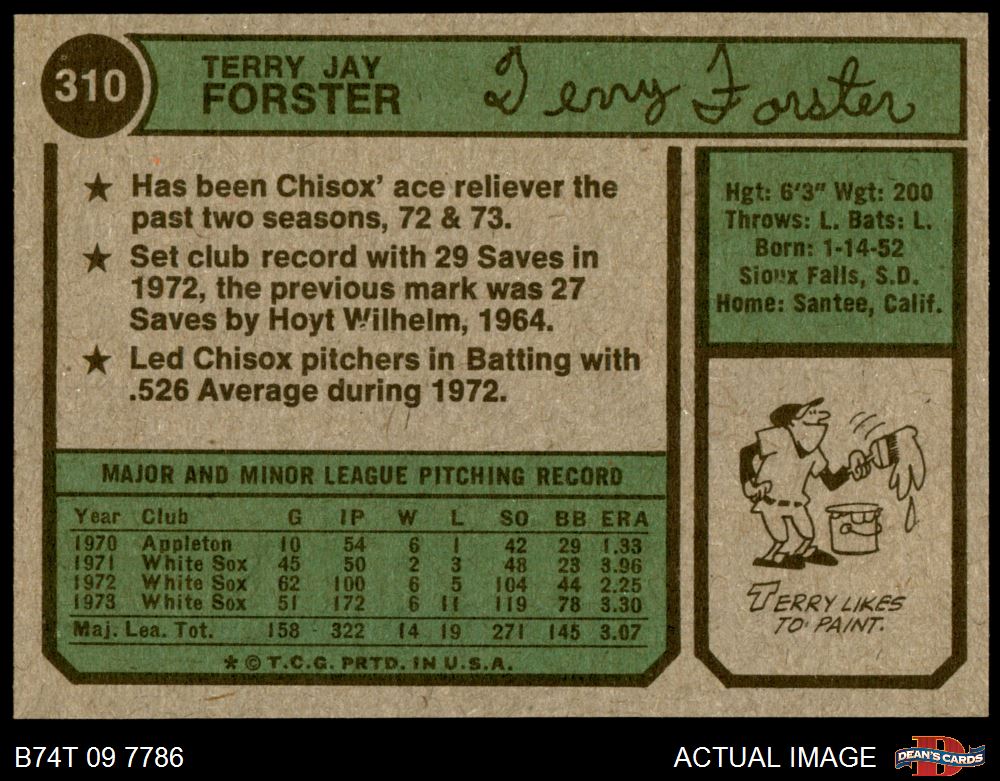 310
TERRY JAY
FORSTER
Terry Forster
★ Has been Chisox' ace reliever the
past two seasons, 72 & 73.
★ Set club record with 29 Saves in
1972, the previous mark was 27
Saves by Hoyt Wilhelm, 1964.
★ Led Chisox pitchers in Batting with
.526 Average during 1972.
Hgt: 6'3" Wgt: 200
Throws: L. Bats: L.
Born: 1-14-52
Sioux Falls, S.D.
Home: Santee, Calif.
MAJOR AND MINOR LEAGUE PITCHING RECORD
Year Club G IP W L SO BB ERA
1970 Appleton 10 54 6 1 42 29 1.33
1971 White Sox 45 50 2 3 48 23 3.96
1972 White Sox 62 100 6 5 104 44 2.25
1973 White Sox 51 172 6 11 119 78 3.30
Maj. Lea. Tot. 158 322 14 19 271 145 3.07
* © T.C.G. PRTD. IN U.S.A.
TERRY LIKES
TO PAINT.
B74T 09 7786
ACTUAL IMAGE
D
DEAN'S CARDS